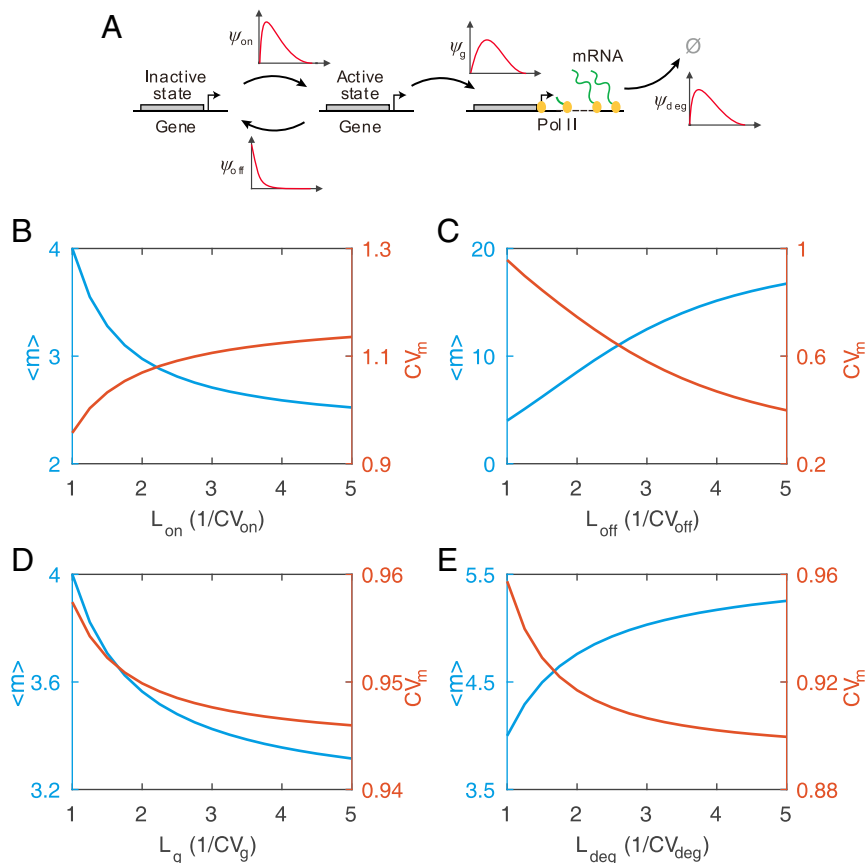 A
ψon
ψg
mRNA
∅
Inactive
state
Active
state
ψdeg
Gene
Gene
Pol II
ψoff
B
4
3
2
<m>
1.3
1.1
0.9
CVm
1 2 3 4 5
Lon (1/CVon)
C
20
10
0
<m>
1
0.6
0.2
CVm
1 2 3 4 5
Loff (1/CVoff)
D
4
3.6
3.2
<m>
0.96
0.95
0.94
CVm
1 2 3 4 5
Lg (1/CVg)
E
5.5
4.5
3.5
<m>
0.96
0.92
0.88
CVm
1 2 3 4 5
Ldeg (1/CVdeg)